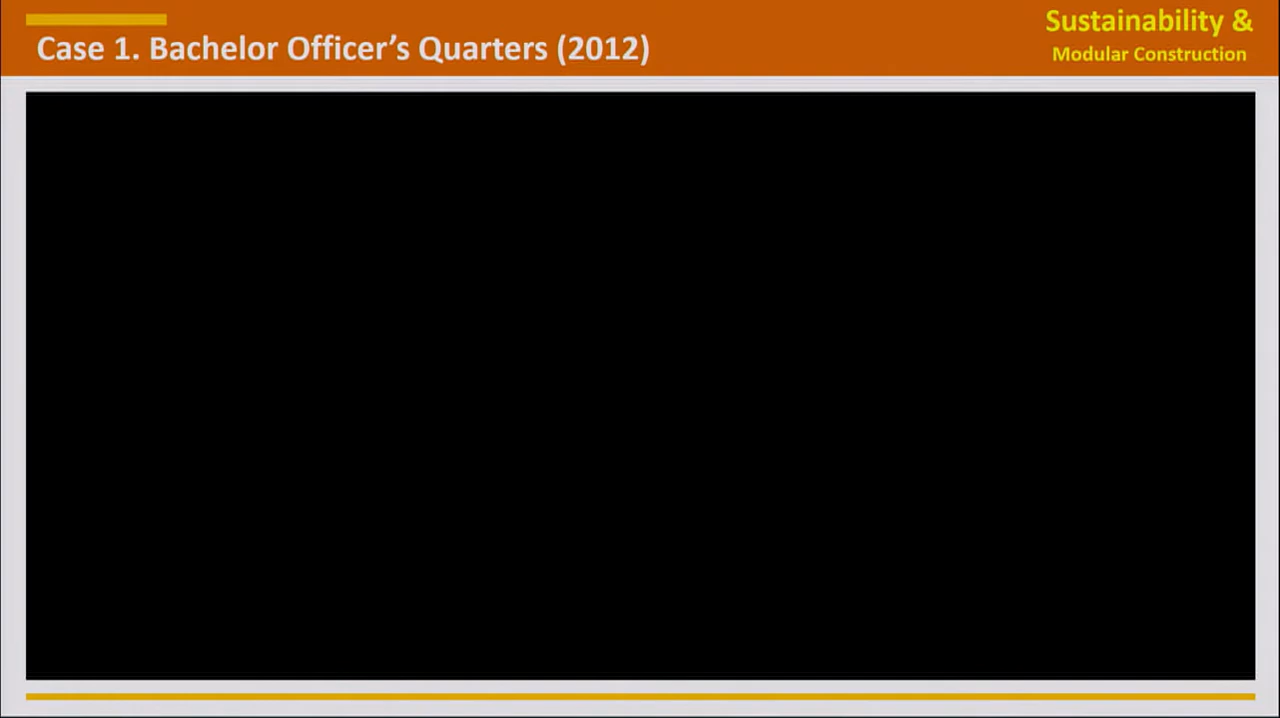 Sustainability &
Case 1. Bachelor Officer’s Quarters (2012)
Modular Construction